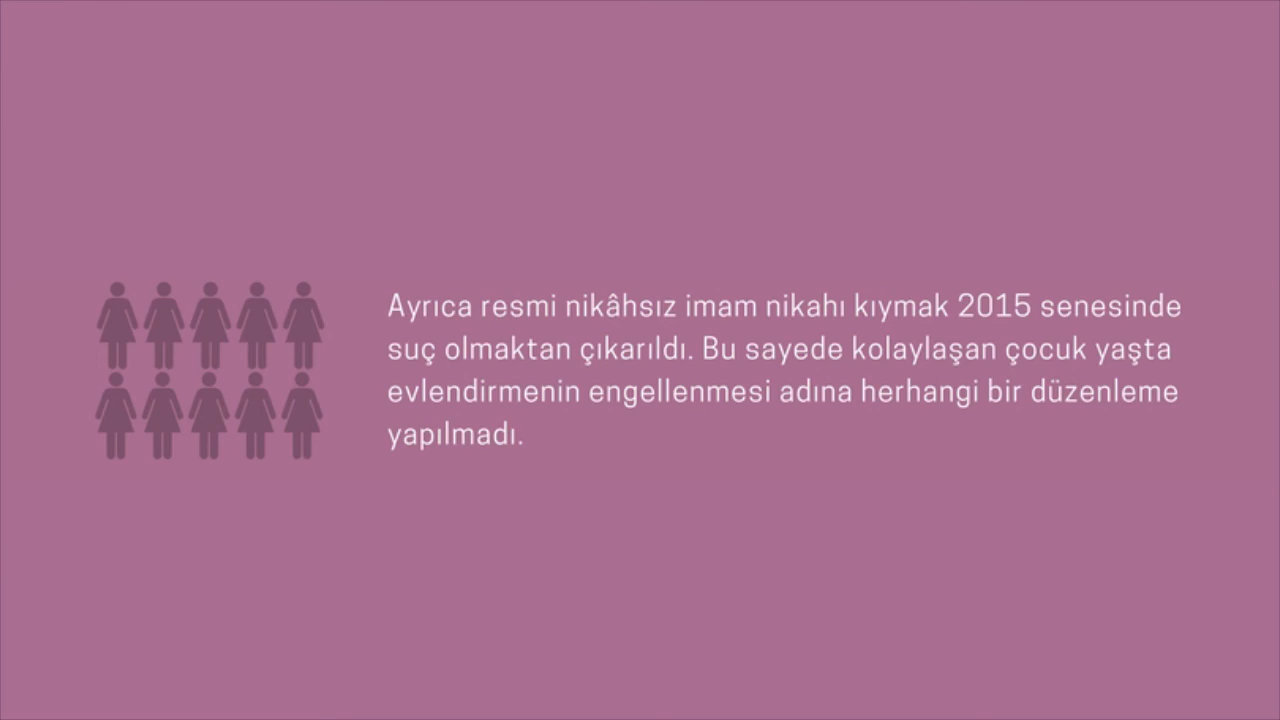 Ayrıca resmi nikâhsız imam nikahı kıymak 2015 senesinde
suç olmaktan çıkarıldı. Bu sayede kolaylaşan çocuk yaşta
evlendirmenin engellenmesi adına herhangi bir düzenleme
yapılmadı.